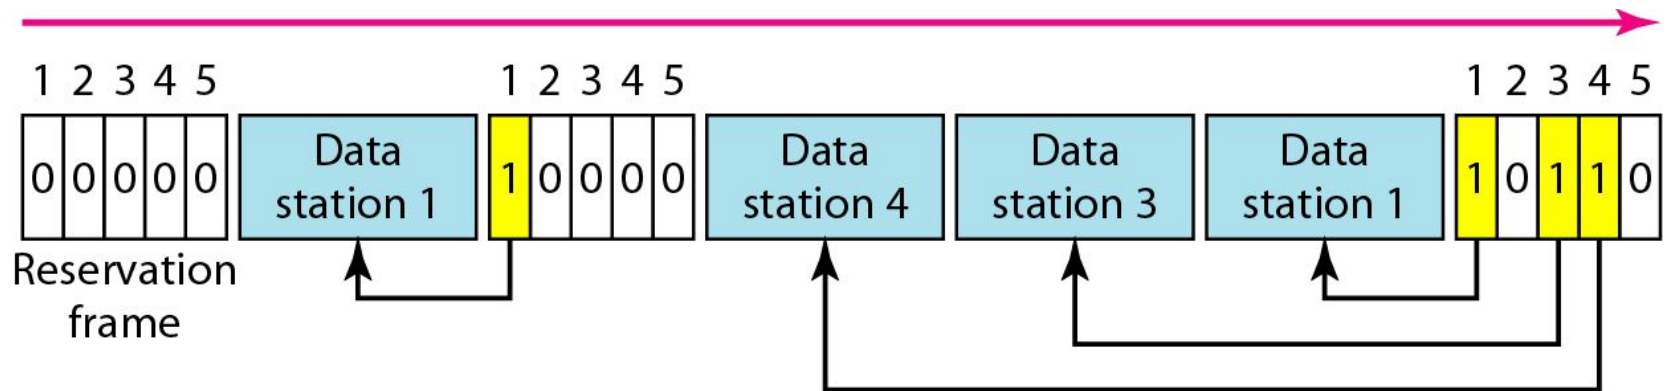 1 2 3 4 5 1 2 3 4 5 1 2 3 4 5
0 0 0 0 0 Data station 1 1 0 0 0 0 Data station 4 Data station 3 Data station 1 1 0 1 1 0
Reservation
frame